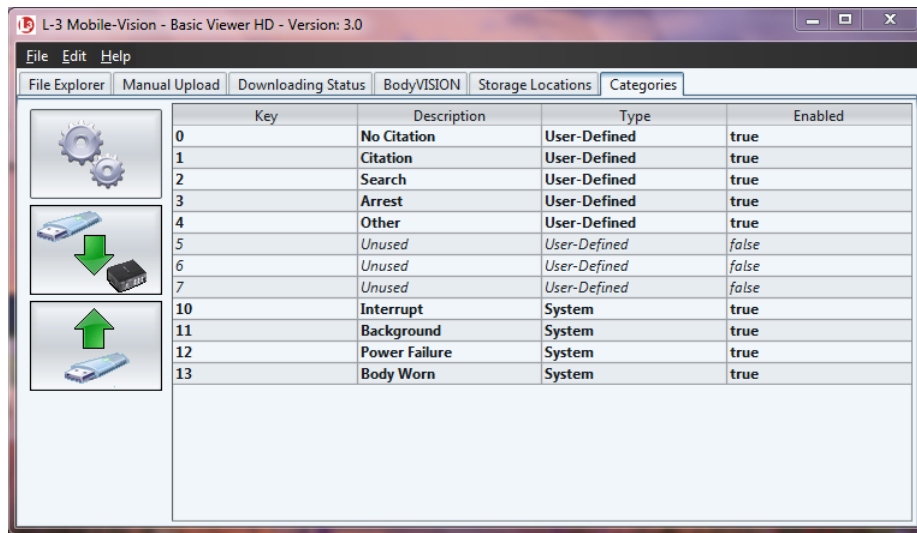 L-3 Mobile-Vision - Basic Viewer HD - Version: 3.0
File Edit Help
File Explorer Manual Upload Downloading Status BodyVISION Storage Locations Categories
Key Description Type Enabled
0 No Citation User-Defined true
1 Citation User-Defined true
2 Search User-Defined true
3 Arrest User-Defined true
4 Other User-Defined true
5 Unused User-Defined false
6 Unused User-Defined false
7 Unused User-Defined false
10 Interrupt System true
11 Background System true
12 Power Failure System true
13 Body Worn System true